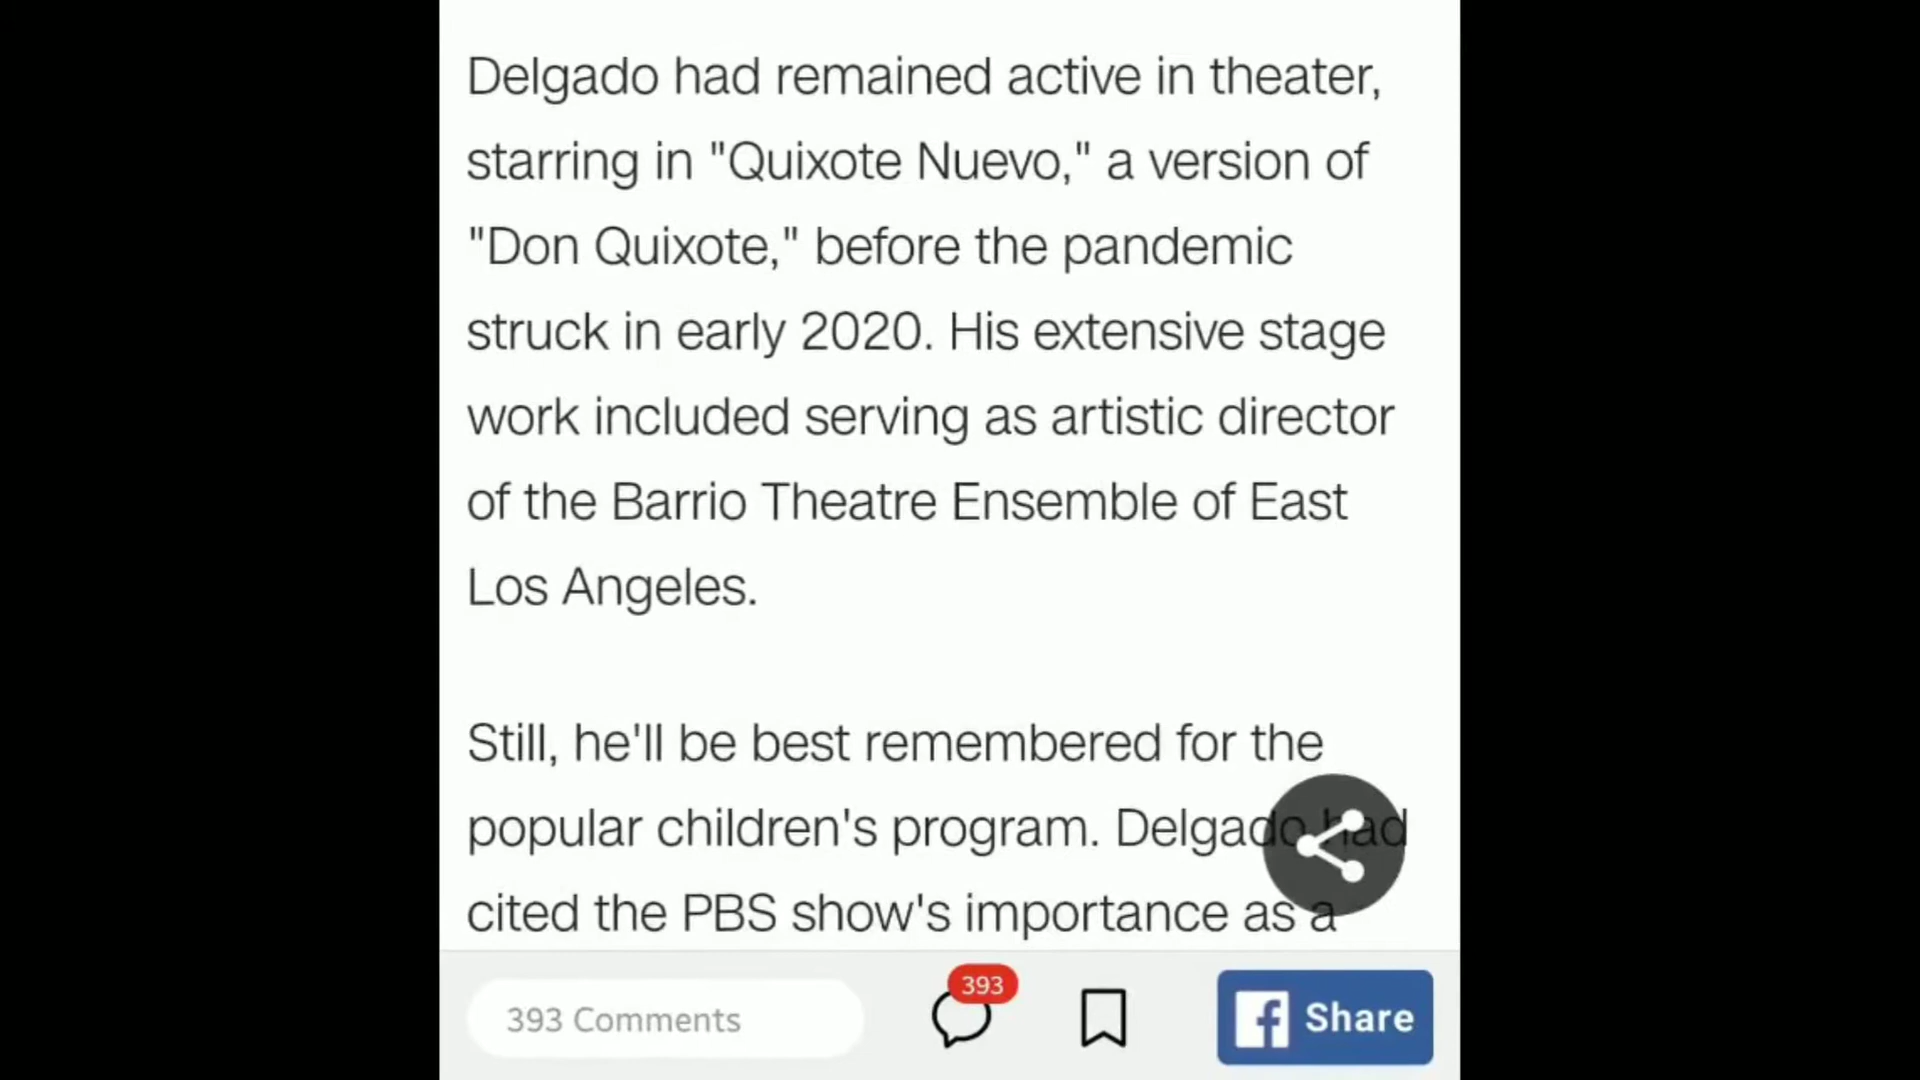 Delgado had remained active in theater,
starring in "Quixote Nuevo," a version of
"Don Quixote," before the pandemic
struck in early 2020. His extensive stage
work included serving as artistic director
of the Barrio Theatre Ensemble of East
Los Angeles.
Still, he'll be best remembered for the
popular children's program. Delgado had
cited the PBS show's importance as a
393 Comments
393
Share